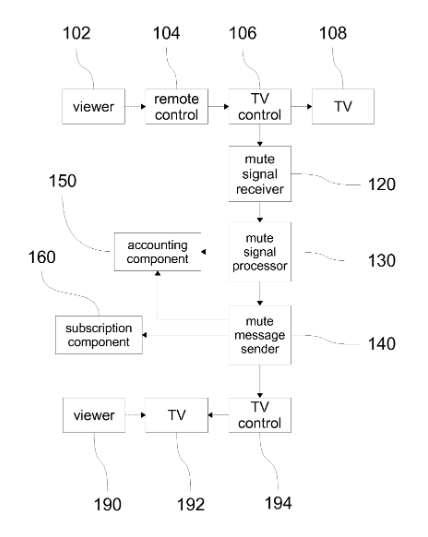 102
104
106
108
viewer
remote
control
TV
control
TV
mute
signal
receiver
120
150
accounting
component
mute
signal
processor
130
160
subscription
component
mute
message
sender
140
viewer
TV
TV
control
190
192
194